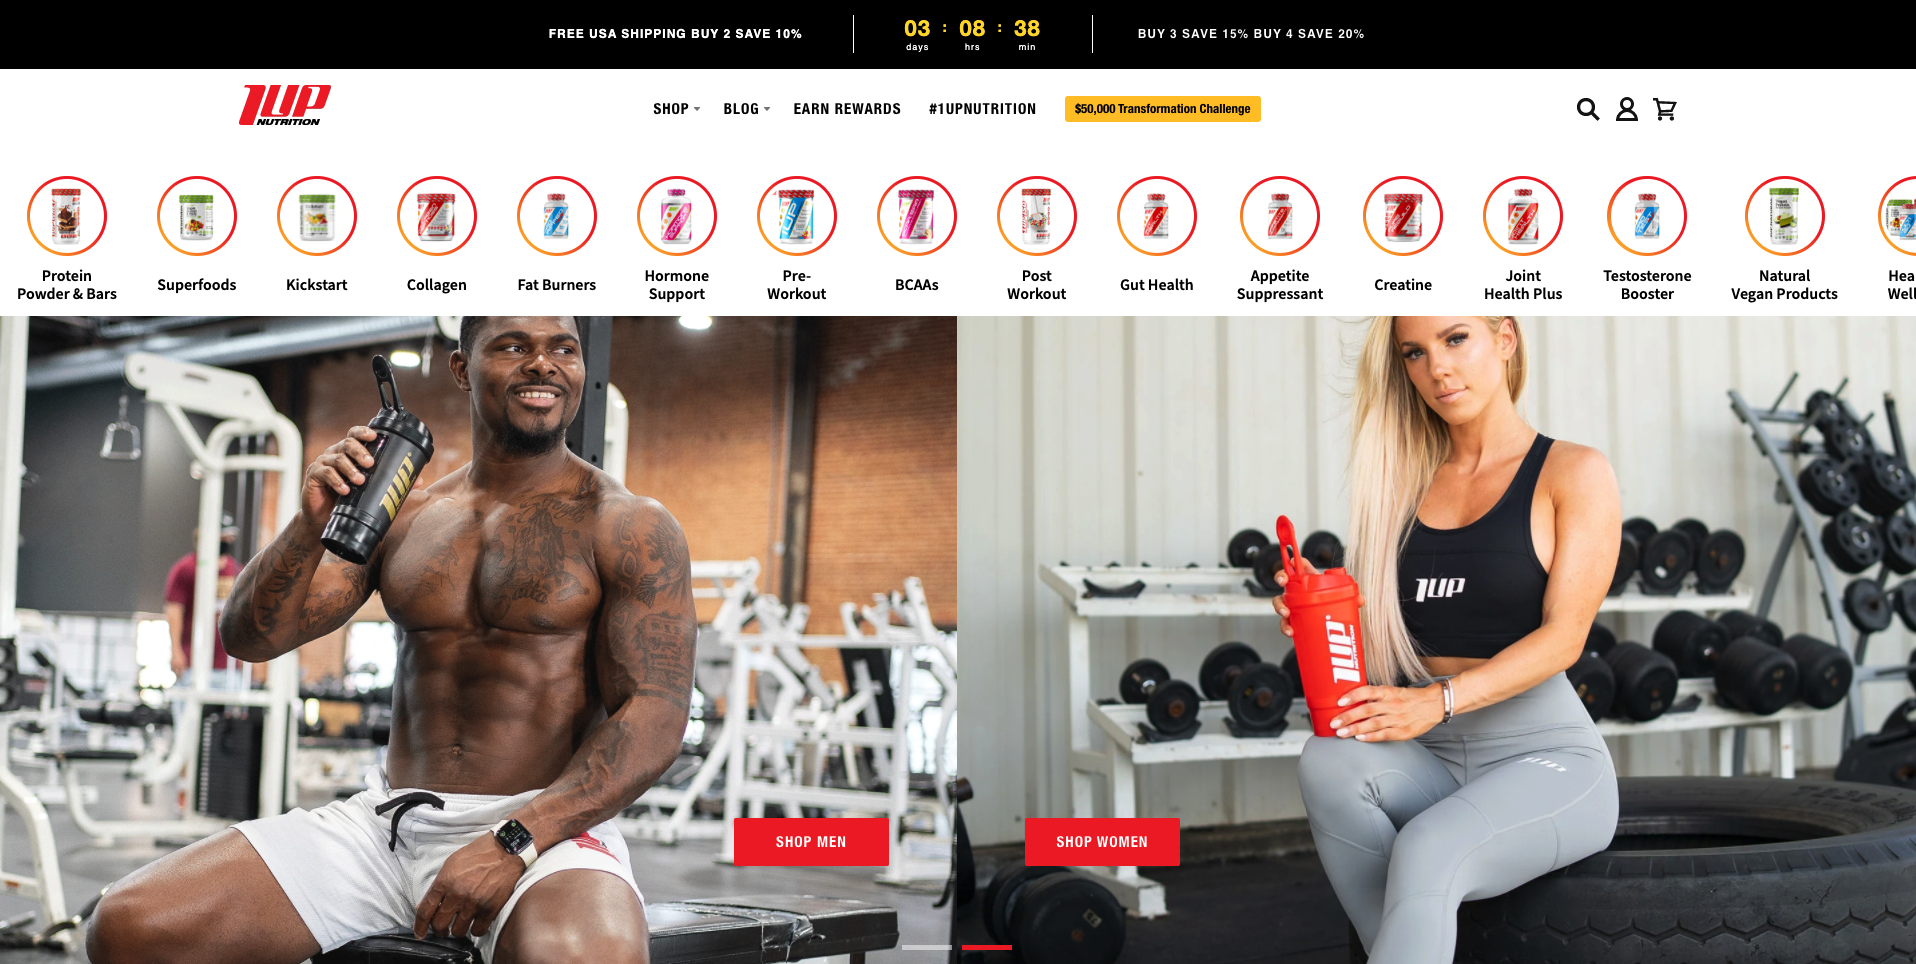 FREE USA SHIPPING BUY 2 SAVE 10%
03 : 08 : 38
days hrs min
BUY 3 SAVE 15% BUY 4 SAVE 20%
1UP
NUTRITION
SHOP
BLOG
EARN REWARDS
#1UPNUTRITION
$50,000 Transformation Challenge
Protein
Powder & Bars
Superfoods
Kickstart
Collagen
Fat Burners
Hormone
Support
Pre-
Workout
BCAAs
Post
Workout
Gut Health
Appetite
Suppressant
Creatine
Joint
Health Plus
Testosterone
Booster
Natural
Vegan Products
Hea
Well
1UP
1UP
1UP
NUTRITION
1UP
SHOP MEN
SHOP WOMEN